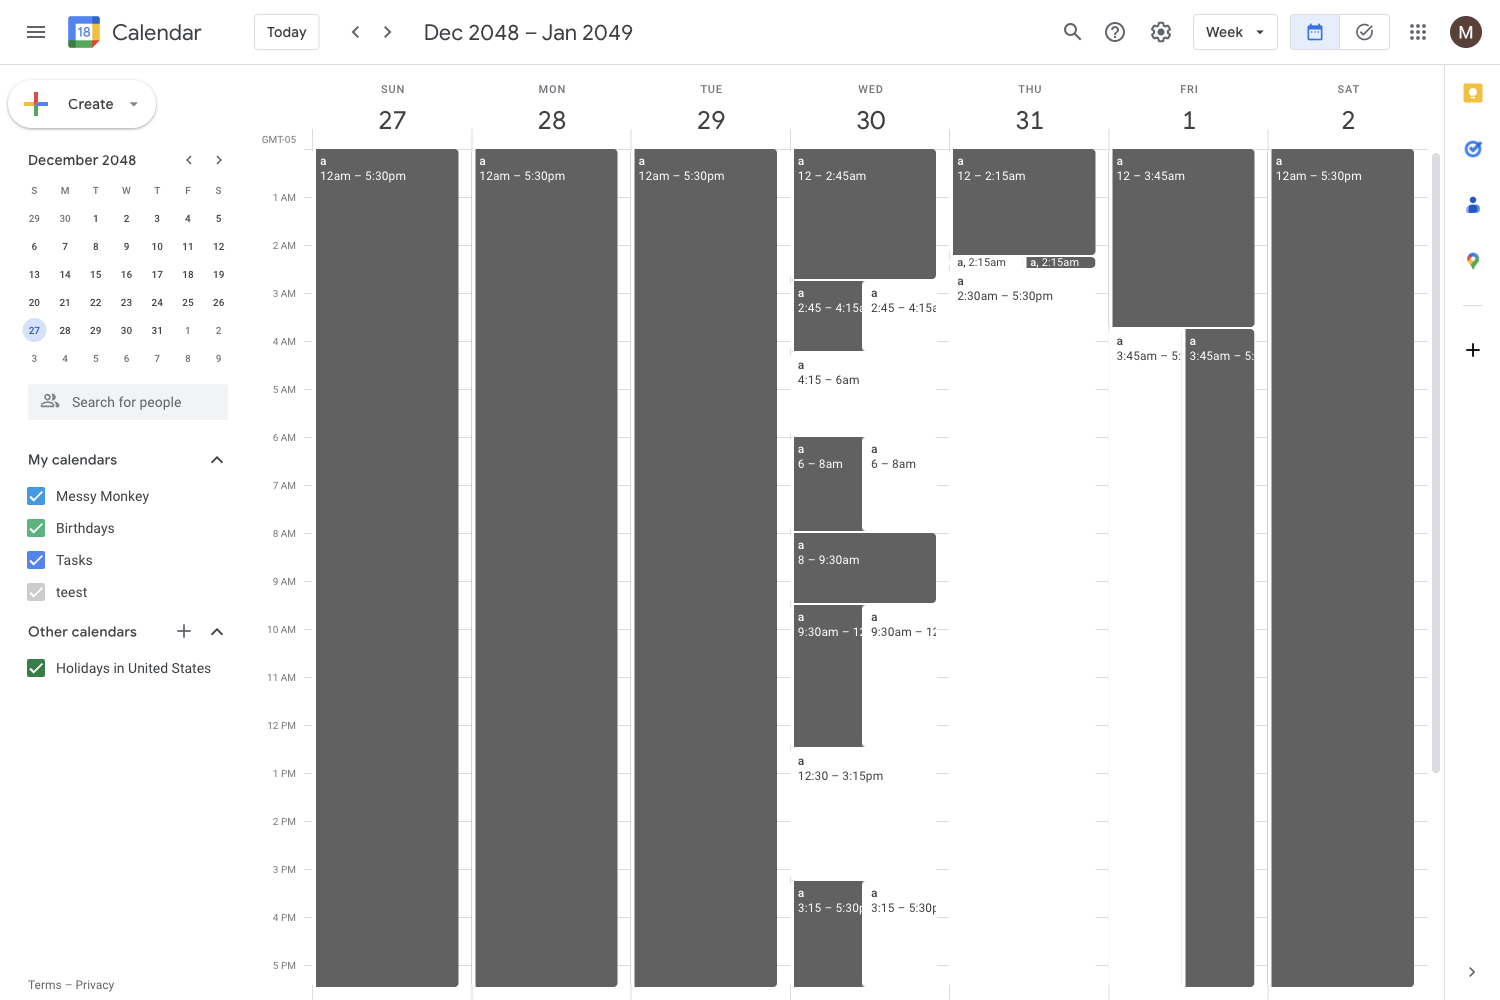 18 Calendar Today Dec 2048 – Jan 2049 Week M
Create
SUN MON TUE WED THU FRI SAT
27 28 29 30 31 1 2
GMT-05
December 2048
S M T W T F S
29 30 1 2 3 4 5
6 7 8 9 10 11 12
13 14 15 16 17 18 19
20 21 22 23 24 25 26
27 28 29 30 31 1 2
3 4 5 6 7 8 9
Search for people
My calendars
Messy Monkey
Birthdays
Tasks
teest
Other calendars
Holidays in United States
Terms – Privacy
1 AM
2 AM
3 AM
4 AM
5 AM
6 AM
7 AM
8 AM
9 AM
10 AM
11 AM
12 PM
1 PM
2 PM
3 PM
4 PM
5 PM
a
12am – 5:30pm
a
12am – 5:30pm
a
12am – 5:30pm
a
12 – 2:45am
a
2:45 – 4:15a
a
2:45 – 4:15a
a
4:15 – 6am
a
6 – 8am
a
6 – 8am
a
8 – 9:30am
a
9:30am – 12
a
9:30am – 12
a
12:30 – 3:15pm
a
3:15 – 5:30p
a
3:15 – 5:30p
a
12 – 2:15am
a, 2:15am
a, 2:15am
a
2:30am – 5:30pm
a
12 – 3:45am
a
3:45am – 5:
a
3:45am – 5:
a
12am – 5:30pm